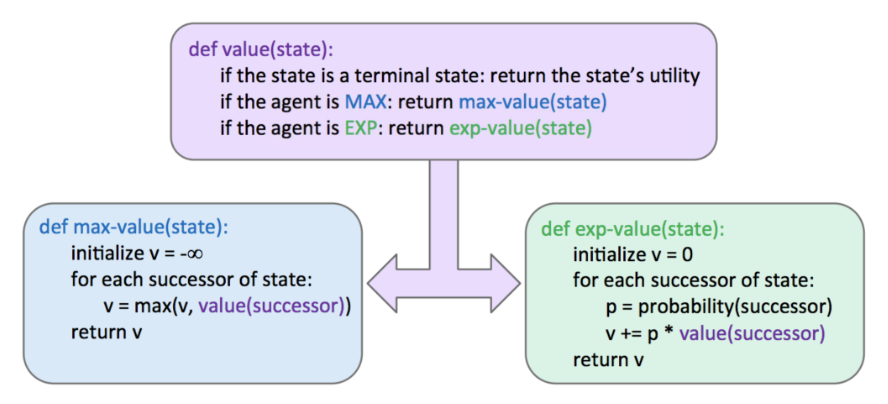 def value(state):
if the state is a terminal state: return the state’s utility
if the agent is MAX: return max-value(state)
if the agent is EXP: return exp-value(state)
def max-value(state):
initialize v = -∞
for each successor of state:
v = max(v, value(successor))
return v
def exp-value(state):
initialize v = 0
for each successor of state:
p = probability(successor)
v += p * value(successor)
return v